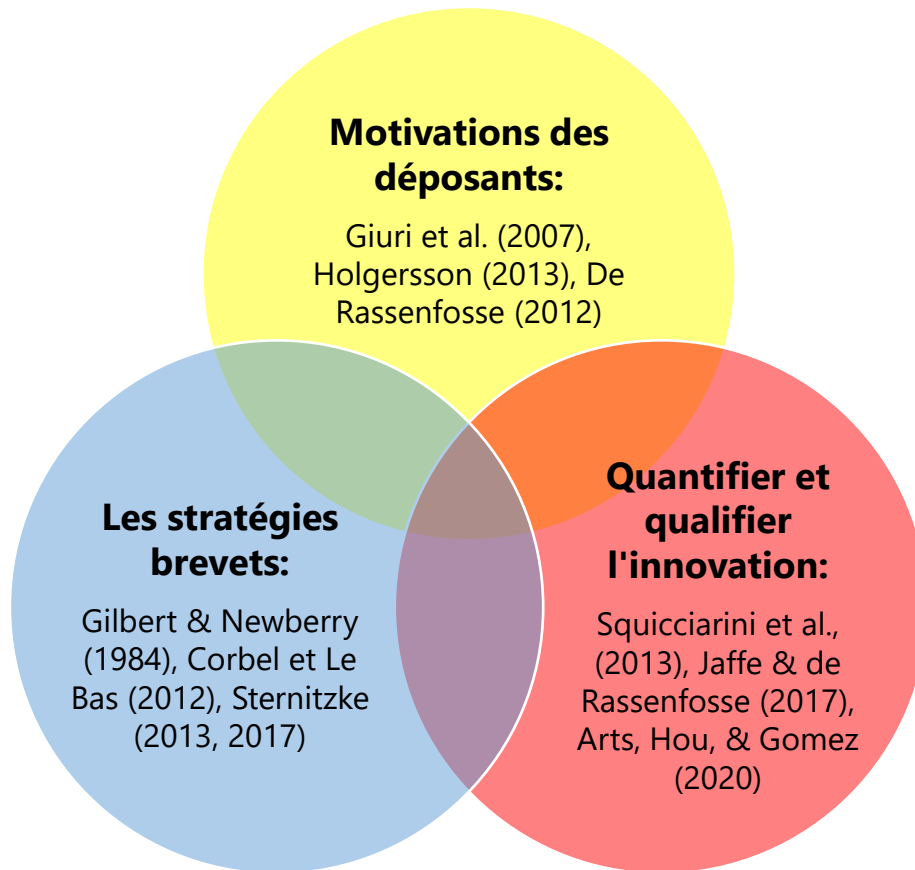 Motivations des
déposants:
Giuri et al. (2007),
Holgersson (2013), De
Rassenfosse (2012)
Les stratégies
brevets:
Gilbert & Newberry
(1984), Corbel et Le
Bas (2012), Sternitzke
(2013, 2017)
Quantifier et
qualifier
l'innovation:
Squicciarini et al.,
(2013), Jaffe & de
Rassenfosse (2017),
Arts, Hou, & Gomez
(2020)